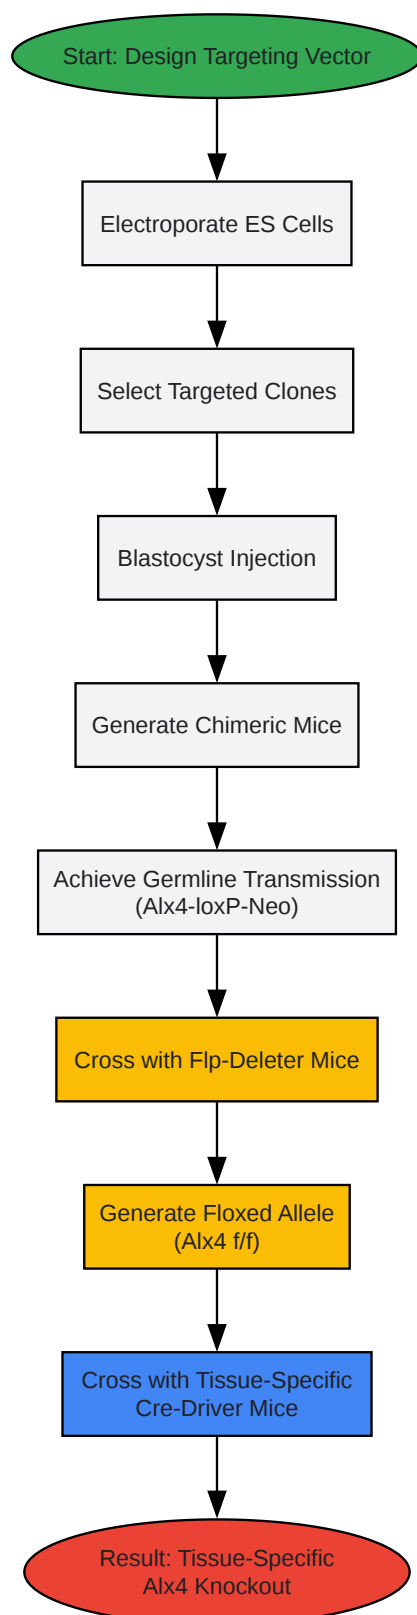 Start: Design Targeting Vector
Electroporate ES Cells
Select Targeted Clones
Blastocyst Injection
Generate Chimeric Mice
Achieve Germline Transmission
(Alx4-loxP-Neo)
Cross with Flp-Deleter Mice
Generate Floxed Allele
(Alx4 f/f)
Cross with Tissue-Specific
Cre-Driver Mice
Result: Tissue-Specific
Alx4 Knockout